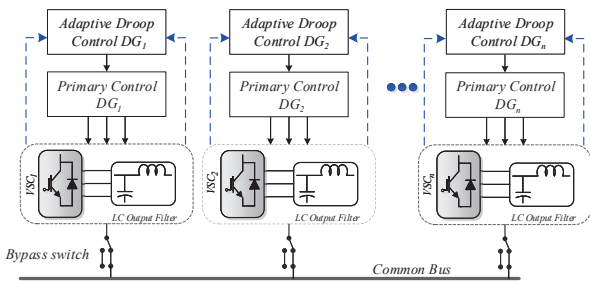 Adaptive Droop
Control DG1
Adaptive Droop
Control DG2
Adaptive Droop
Control DGn
Primary Control
DG1
Primary Control
DG2
Primary Control
DGn
VSC1
LC Output Filter
VSC2
LC Output Filter
VSCn
LC Output Filter
Bypass switch
Common Bus